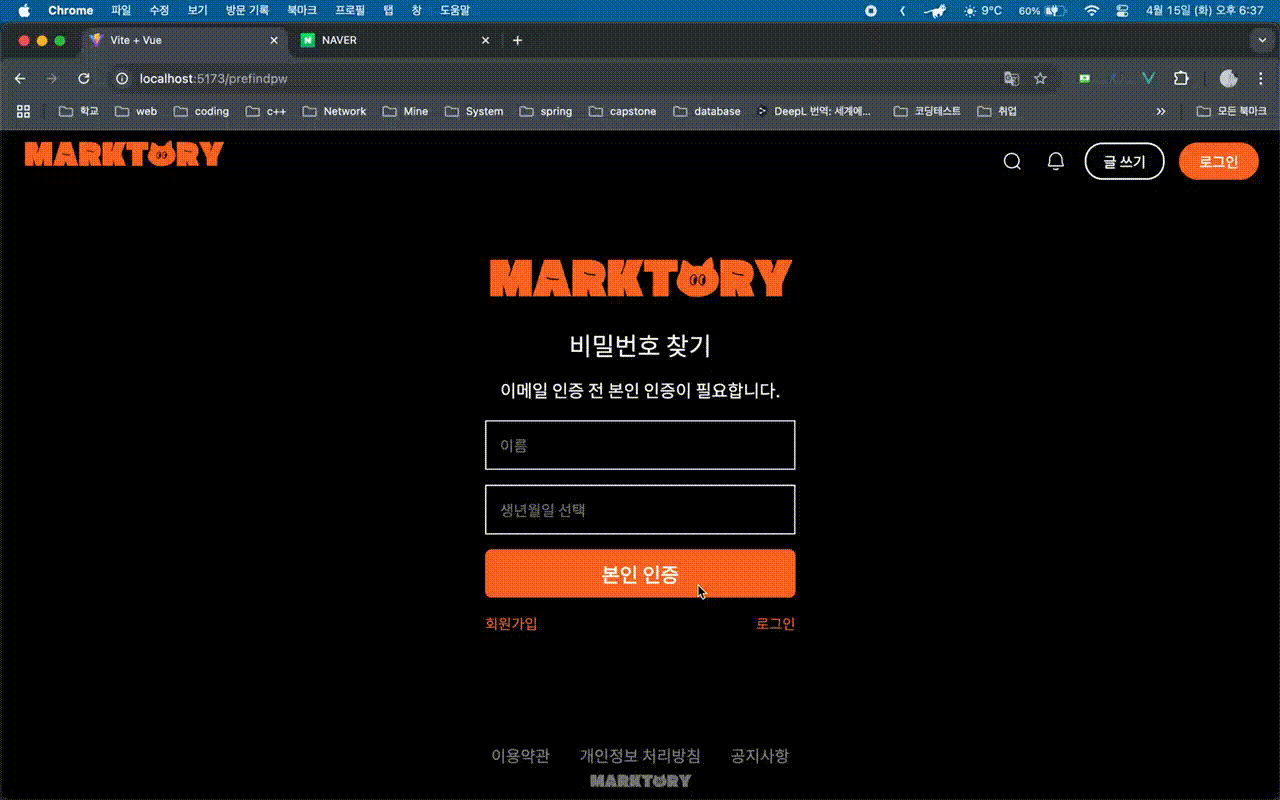 Chrome 파일 수정 보기 방문 기록 북마크 프로필 탭 창 도움말 9°C 60% 4월 15일 (화) 오후 6:37
Vite + Vue NAVER
localhost:5173/prefindpw
학교 web coding c++ Network Mine System spring capstone database DeepL 번역: 세계에... 코딩테스트 취업 » 모든 북마크
MARKTORY 글 쓰기 로그인
MARKTORY
비밀번호 찾기
이메일 인증 전 본인 인증이 필요합니다.
이름
생년월일 선택
본인 인증
회원가입 로그인
이용약관 개인정보 처리방침 공지사항
MARKTORY